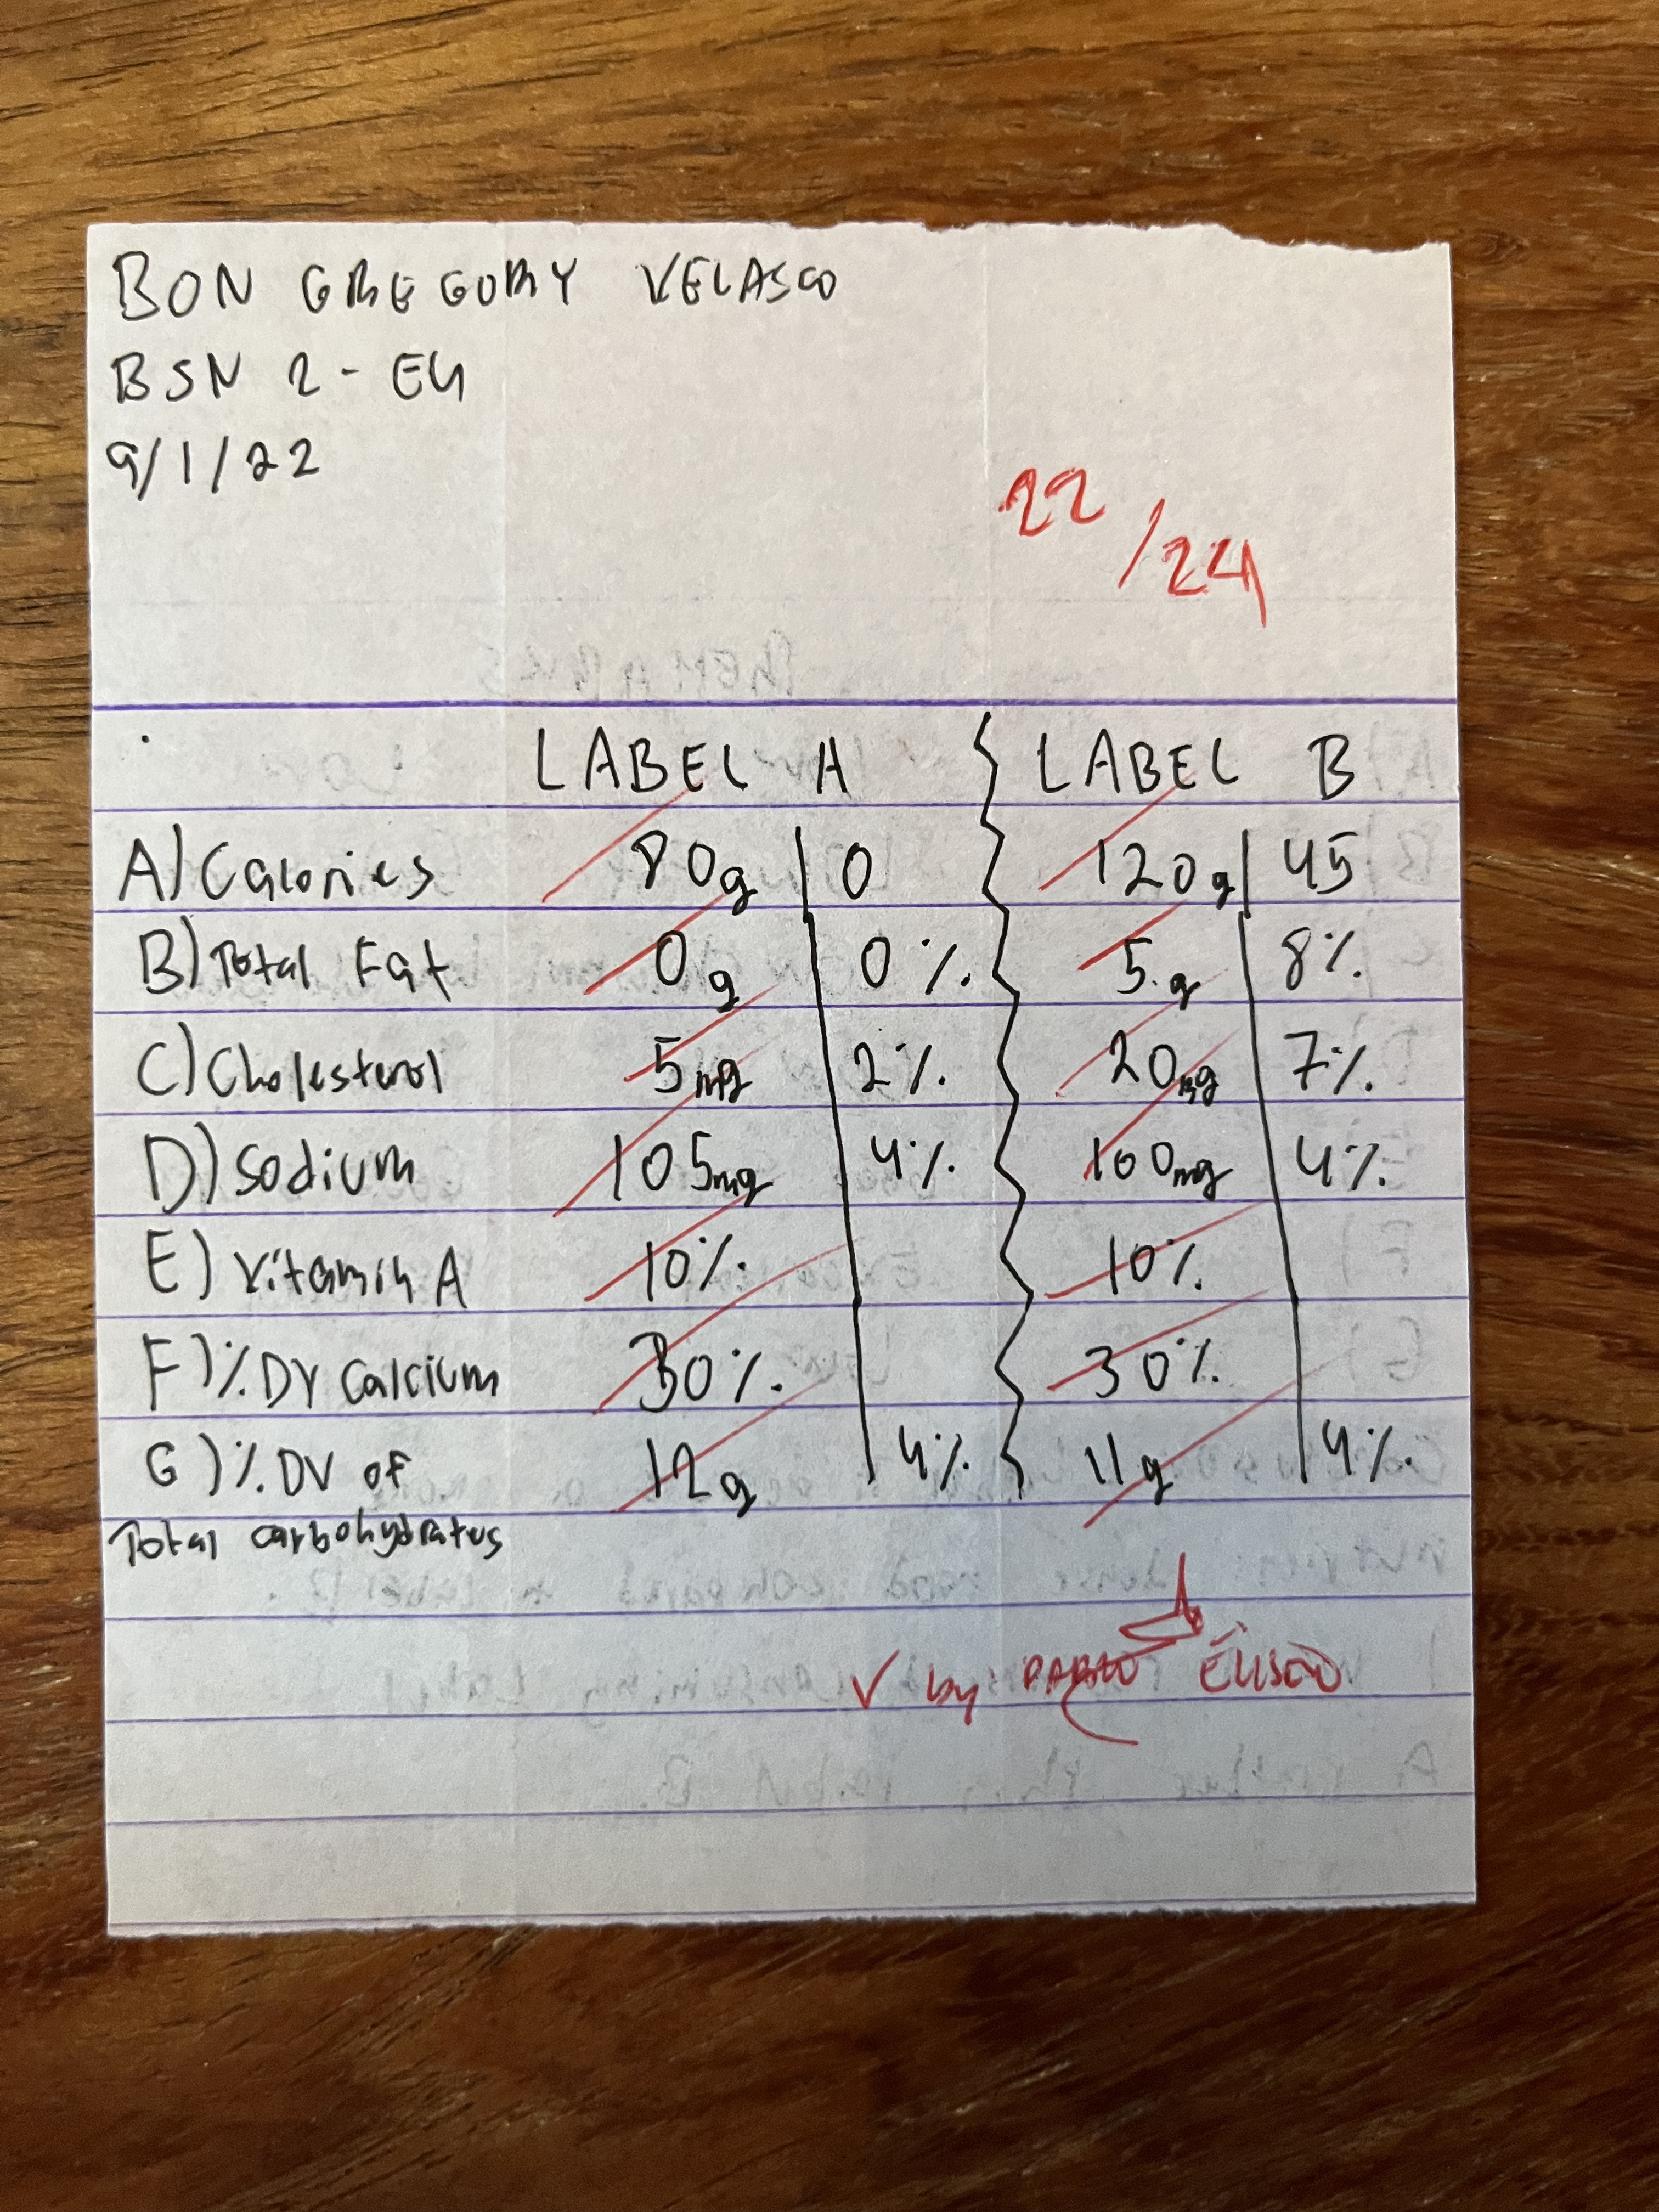 BON GREGORY VELASCO
BSN 2 - E4
9/1/22
22/24
LABEL A LABEL B
A) Calories 80g 0 120g 45
B) Total Fat 0g 0% 5g 8%
C) Cholesterol 5mg 2% 20mg 7%
D) Sodium 105mg 4% 100mg 4%
E) Vitamin A 10% 10%
F) % DV Calcium 30% 30%
G) % DV of 12g 4% 11g 4%
Total carbohydrates
✓ by: